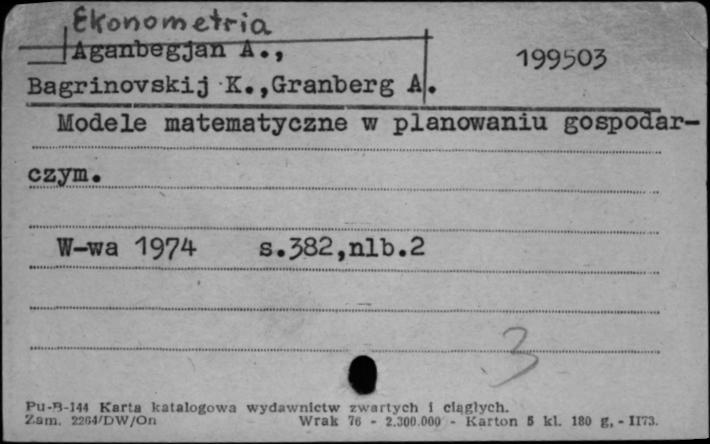 Ekonometria
Aganbegjan A.,
199503
Bagrinovskij K.,Granberg A.
Modele matematyczne w planowaniu gospodar-
czym.
W-wa 1974 s.382,nlb.2
3
Pu-B-144 Karta katalogowa wydawnictw zwartych i ciągłych.
Zam. 2264/DW/On Wrak 76 - 2.300.000 - Karton 5 kl. 180 g, - II73.